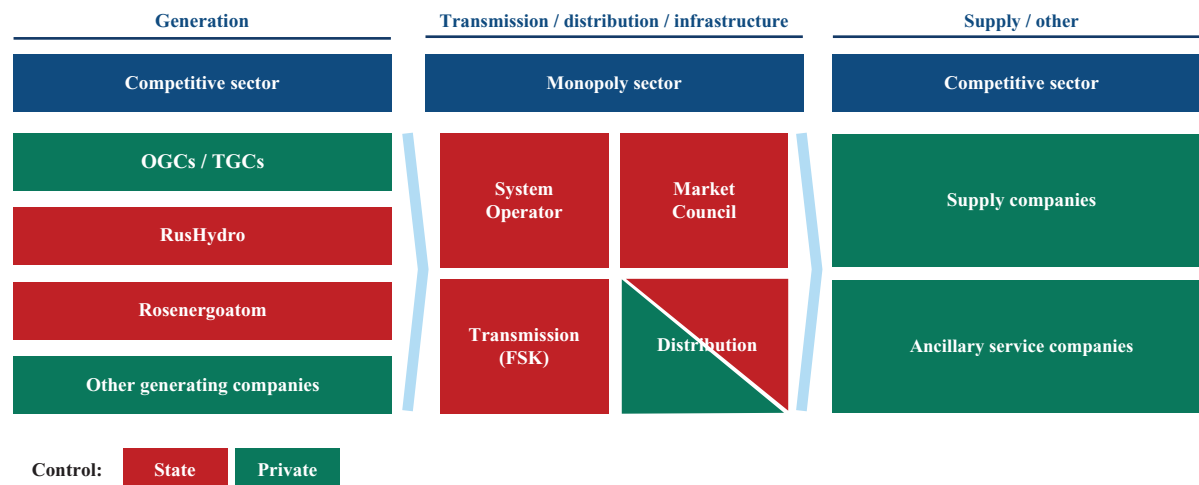 Generation
Transmission / distribution / infrastructure
Supply / other
Competitive sector
Monopoly sector
Competitive sector
OGCs / TGCs
RusHydro
Rosenergoatom
Other generating companies
System
Operator
Market
Council
Transmission
(FSK)
Distribution
Supply companies
Ancillary service companies
Control:
State
Private